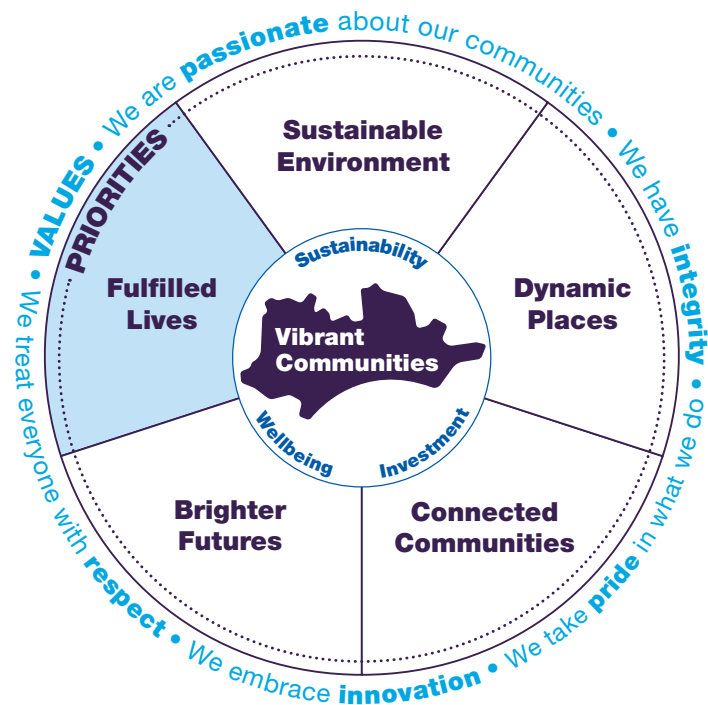 VALUES • We are passionate about our communities • We have integrity • We take pride in what we do • We embrace innovation • We treat everyone with respect •
PRIORITIES
Sustainable
Environment
Dynamic
Places
Connected
Communities
Brighter
Futures
Fulfilled
Lives
Sustainability
Vibrant
Communities
Wellbeing
Investment